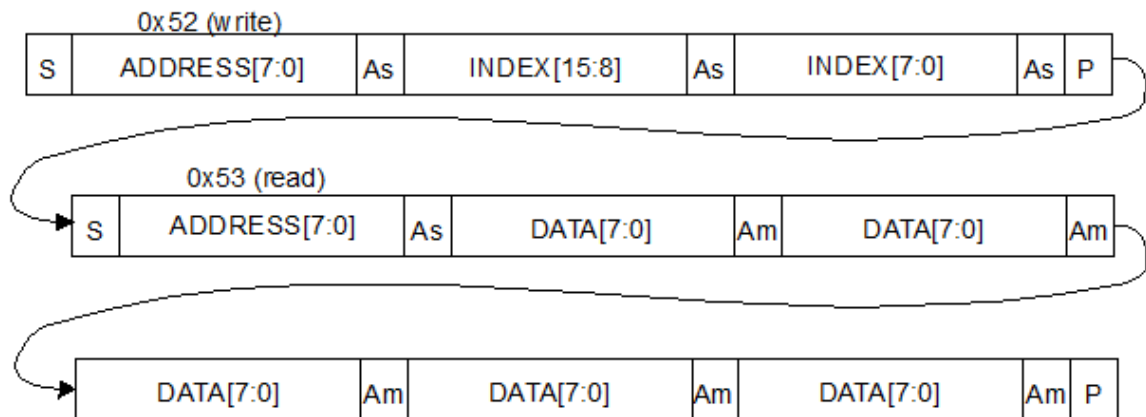 0x52 (write)
S ADDRESS[7:0] As INDEX[15:8] As INDEX[7:0] As P
0x53 (read)
S ADDRESS[7:0] As DATA[7:0] Am DATA[7:0] Am
DATA[7:0] Am DATA[7:0] Am DATA[7:0] Am P